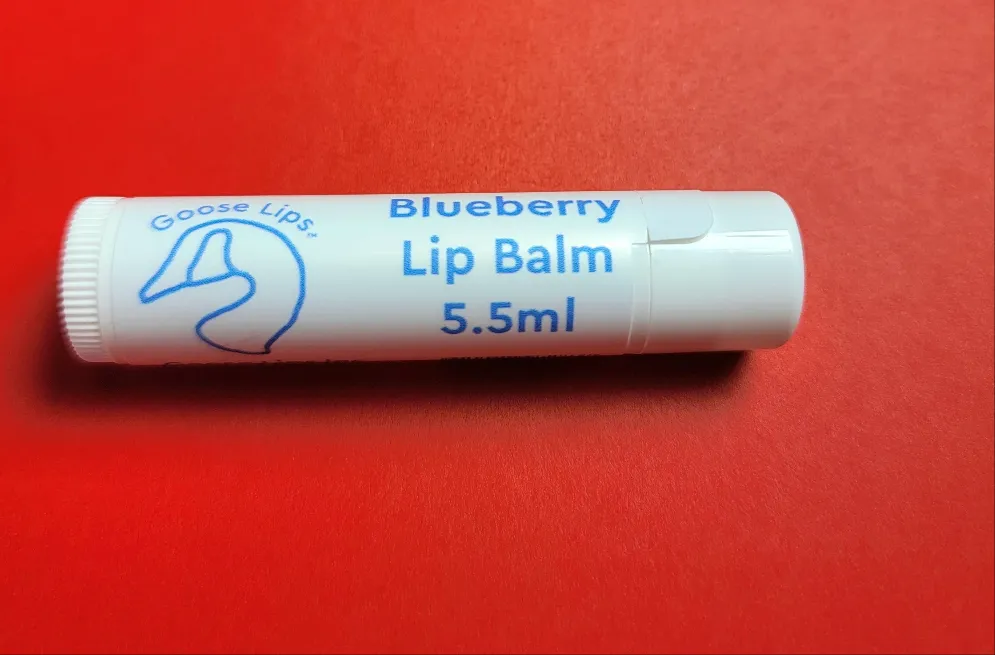 Goose Lips™
Blueberry
Lip Balm
5.5ml